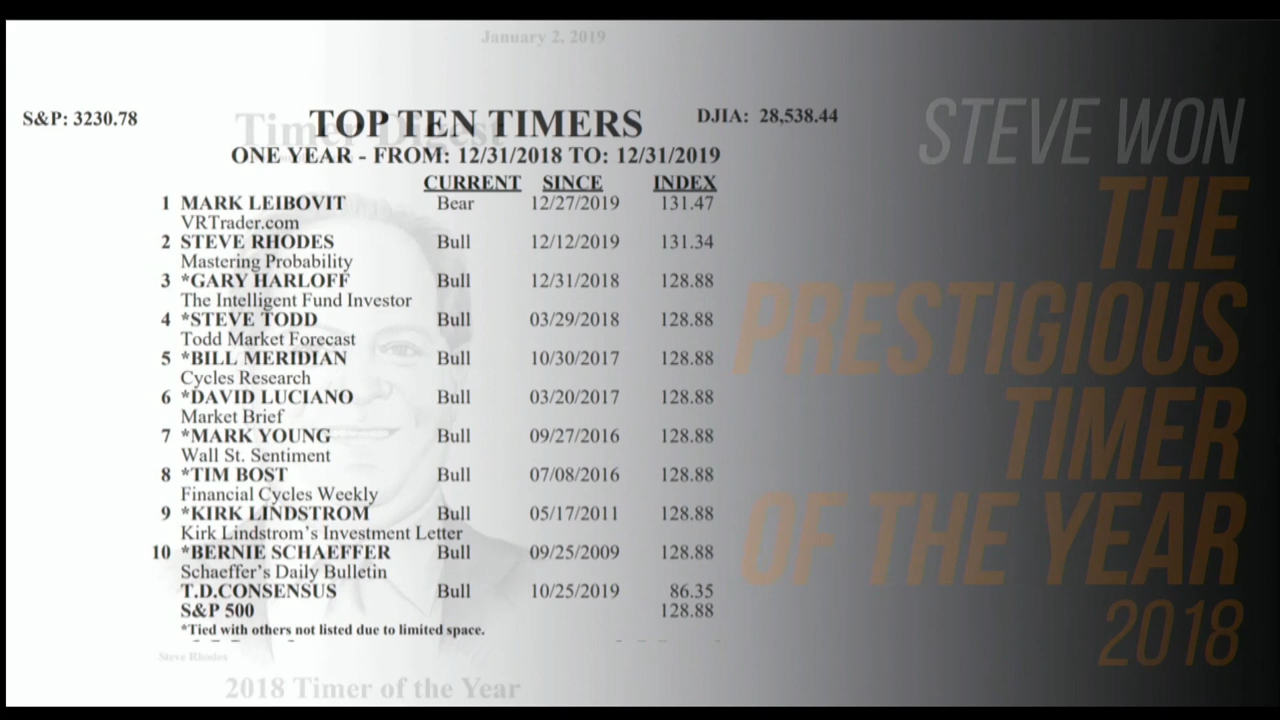 January 2, 2019
S&P: 3230.78
Timer Digest
TOP TEN TIMERS
DJIA: 28,538.44
ONE YEAR - FROM: 12/31/2018 TO: 12/31/2019
CURRENT SINCE INDEX
1 MARK LEIBOVIT Bear 12/27/2019 131.47
VRTrader.com
2 STEVE RHODES Bull 12/12/2019 131.34
Mastering Probability
3 *GARY HARLOFF Bull 12/31/2018 128.88
The Intelligent Fund Investor
4 *STEVE TODD Bull 03/29/2018 128.88
Todd Market Forecast
5 *BILL MERIDIAN Bull 10/30/2017 128.88
Cycles Research
6 *DAVID LUCIANO Bull 03/20/2017 128.88
Market Brief
7 *MARK YOUNG Bull 09/27/2016 128.88
Wall St. Sentiment
8 *TIM BOST Bull 07/08/2016 128.88
Financial Cycles Weekly
9 *KIRK LINDSTROM Bull 05/17/2011 128.88
Kirk Lindstrom's Investment Letter
10 *BERNIE SCHAEFFER Bull 09/25/2009 128.88
Schaeffer's Daily Bulletin
T.D.CONSENSUS Bull 10/25/2019 86.35
S&P 500 128.88
*Tied with others not listed due to limited space.
Steve Rhodes
2018 Timer of the Year
STEVE WON
THE
PRESTIGIOUS
TIMER
OF THE YEAR
2018